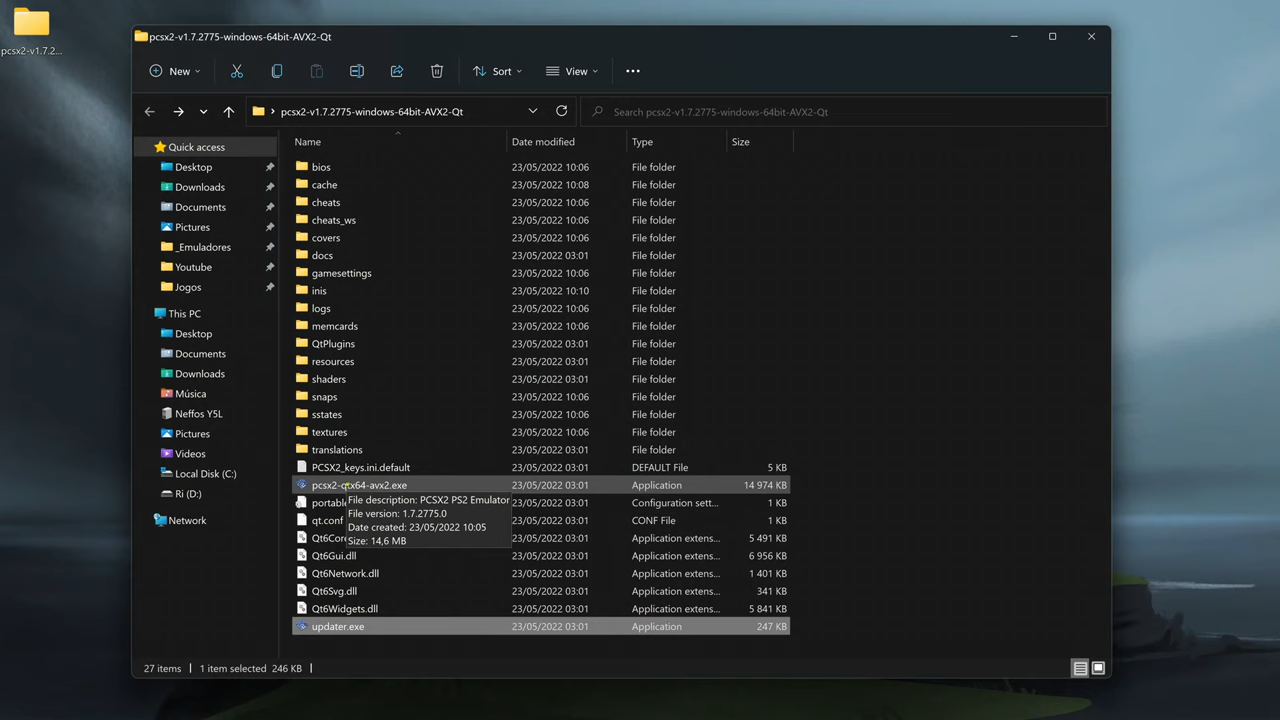 pcsx2-v1.7.2...
pcsx2-v1.7.2775-windows-64bit-AVX2-Qt
New
Sort
View
pcsx2-v1.7.2775-windows-64bit-AVX2-Qt
Search pcsx2-v1.7.2775-windows-64bit-AVX2-Qt
Quick access
Desktop
Downloads
Documents
Pictures
_Emuladores
Youtube
Jogos
This PC
Desktop
Documents
Downloads
Música
Neffos Y5L
Pictures
Videos
Local Disk (C:)
Ri (D:)
Network
Name Date modified Type Size
bios 23/05/2022 10:06 File folder
cache 23/05/2022 10:08 File folder
cheats 23/05/2022 10:06 File folder
cheats_ws 23/05/2022 10:06 File folder
covers 23/05/2022 10:06 File folder
docs 23/05/2022 03:01 File folder
gamesettings 23/05/2022 10:06 File folder
inis 23/05/2022 10:10 File folder
logs 23/05/2022 10:06 File folder
memcards 23/05/2022 10:06 File folder
QtPlugins 23/05/2022 03:01 File folder
resources 23/05/2022 03:01 File folder
shaders 23/05/2022 03:01 File folder
snaps 23/05/2022 10:06 File folder
sstates 23/05/2022 10:06 File folder
textures 23/05/2022 10:06 File folder
translations 23/05/2022 03:01 File folder
PCSX2_keys.ini.default 23/05/2022 03:01 DEFAULT File 5 KB
pcsx2-qtx64-avx2.exe 23/05/2022 03:01 Application 14 974 KB
portable 23/05/2022 03:01 Configuration sett... 1 KB
qt.conf 23/05/2022 03:01 CONF File 1 KB
Qt6Core 23/05/2022 03:01 Application extens... 5 491 KB
Qt6Gui.dll 23/05/2022 03:01 Application extens... 6 956 KB
Qt6Network.dll 23/05/2022 03:01 Application extens... 1 401 KB
Qt6Svg.dll 23/05/2022 03:01 Application extens... 341 KB
Qt6Widgets.dll 23/05/2022 03:01 Application extens... 5 841 KB
updater.exe 23/05/2022 03:01 Application 247 KB
File description: PCSX2 PS2 Emulator
File version: 1.7.2775.0
Date created: 23/05/2022 10:05
Size: 14,6 MB
27 items 1 item selected 246 KB